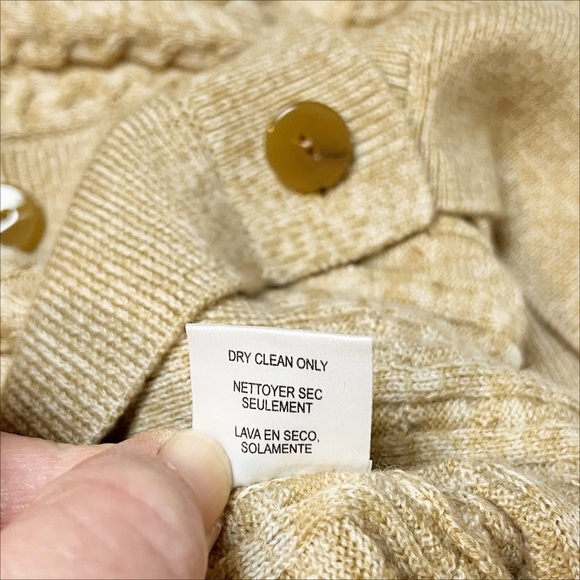 DRY CLEAN ONLY
NETTOYER SEC
SEULEMENT
LAVA EN SECO,
SOLAMENTE